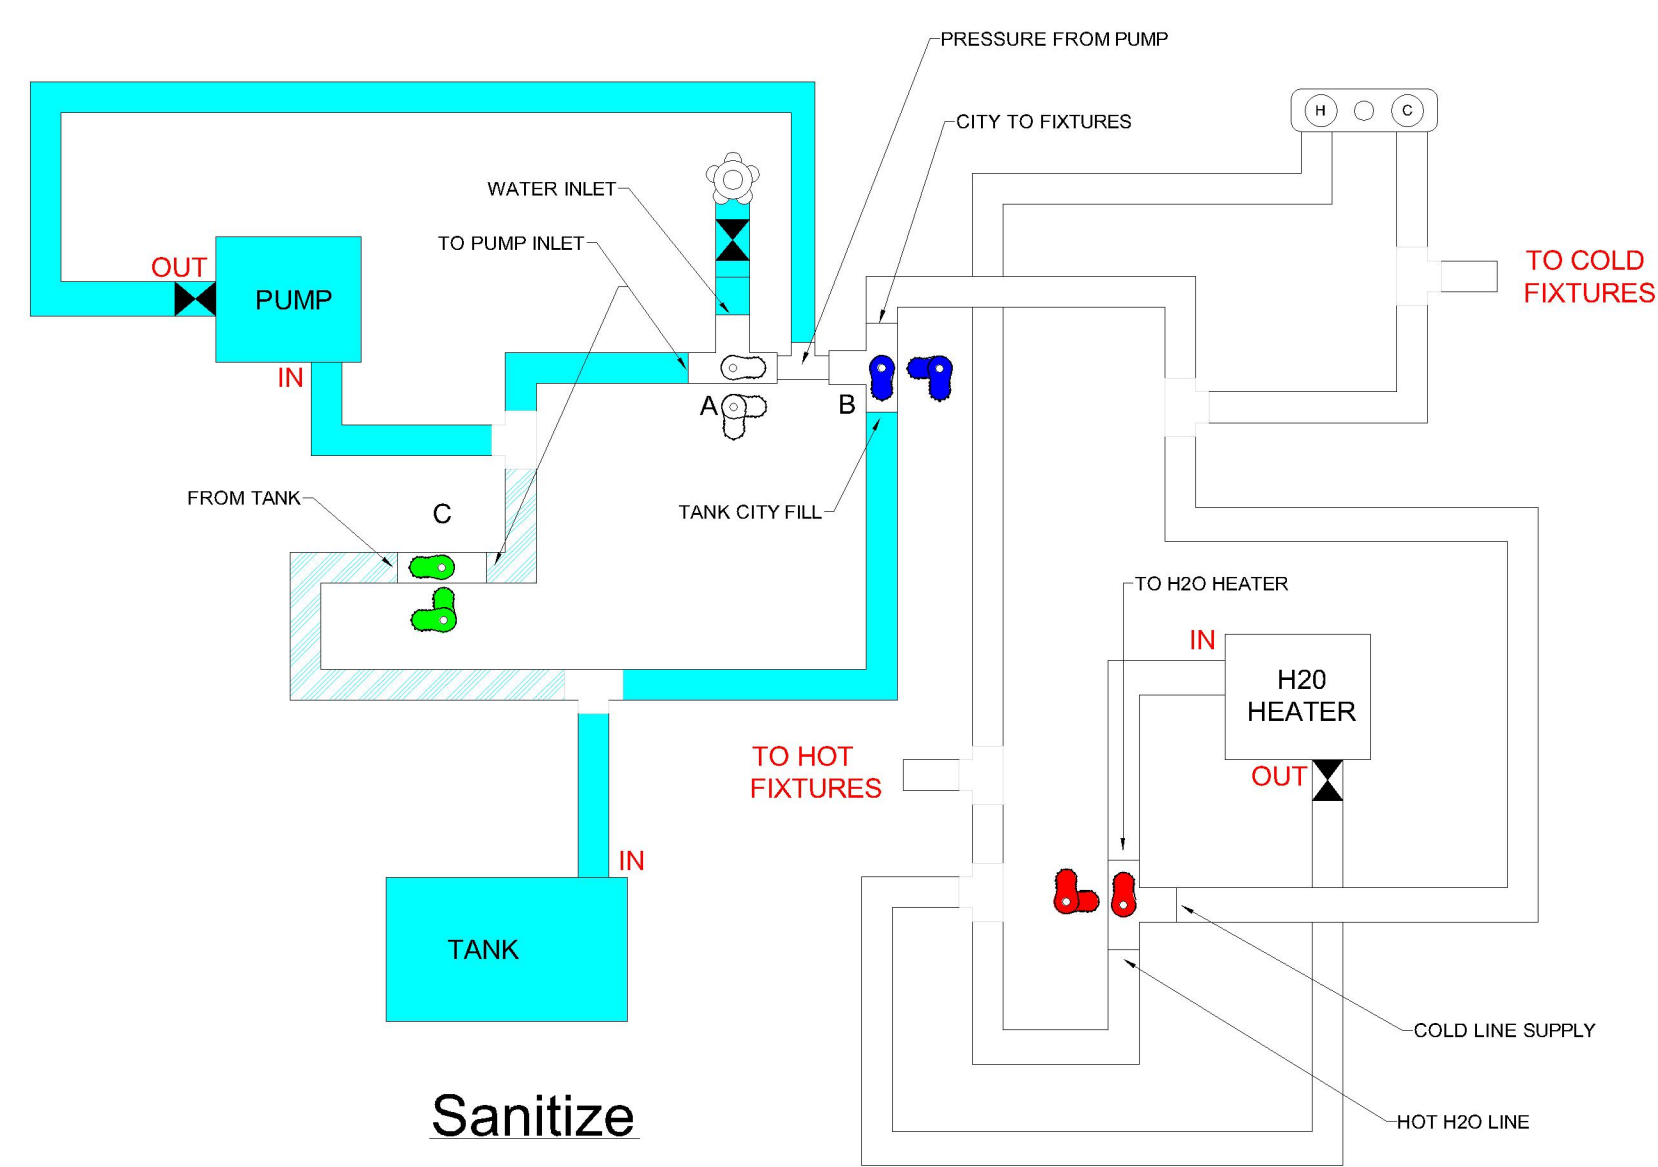 PRESSURE FROM PUMP
H C
CITY TO FIXTURES
WATER INLET
TO PUMP INLET
OUT
PUMP
TO COLD
FIXTURES
IN
A
B
FROM TANK
C
TANK CITY FILL
TO H2O HEATER
IN
H20
HEATER
TO HOT
FIXTURES
OUT
IN
TANK
COLD LINE SUPPLY
Sanitize
HOT H2O LINE